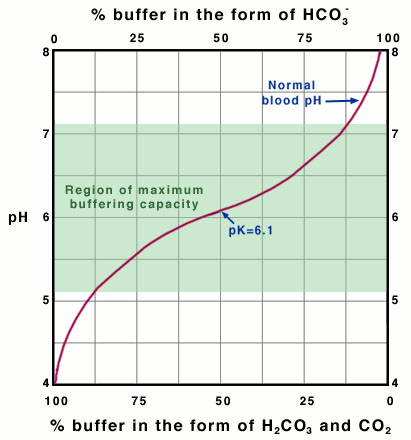 % buffer in the form of HCO₃⁻
0 25 50 75 100
8 8
Normal
blood pH
7 7
Region of maximum
buffering capacity
pH 6 6
pK=6.1
5 5
4 4
100 75 50 25 0
% buffer in the form of H₂CO₃ and CO₂